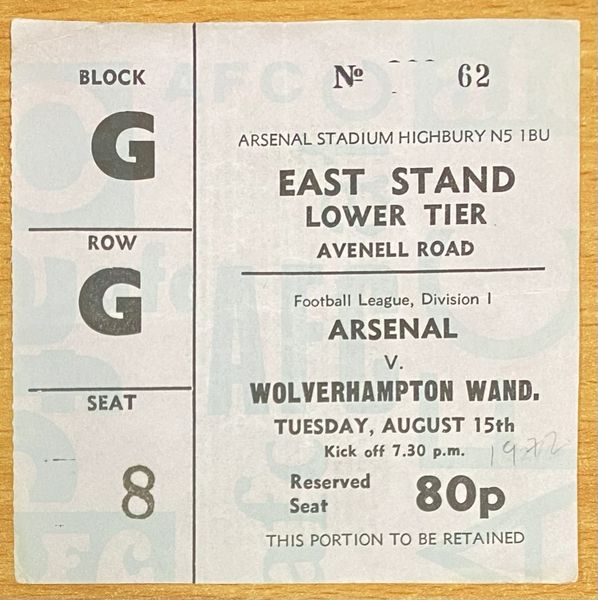 BLOCK
G
ROW
G
SEAT
8
Nº 62
ARSENAL STADIUM HIGHBURY N5 1BU
EAST STAND
LOWER TIER
AVENELL ROAD
Football League, Division 1
ARSENAL
V.
WOLVERHAMPTON WAND.
TUESDAY, AUGUST 15th
Kick off 7.30 p.m.
1972
Reserved
Seat
80p
THIS PORTION TO BE RETAINED